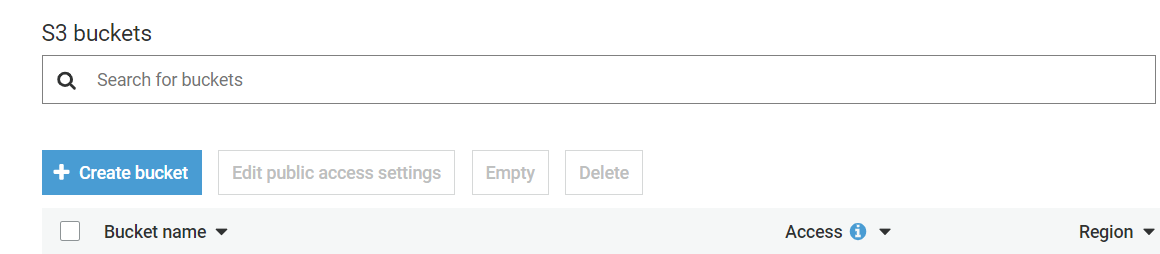 S3 buckets
Search for buckets
Create bucket Edit public access settings Empty Delete
Bucket name Access Region